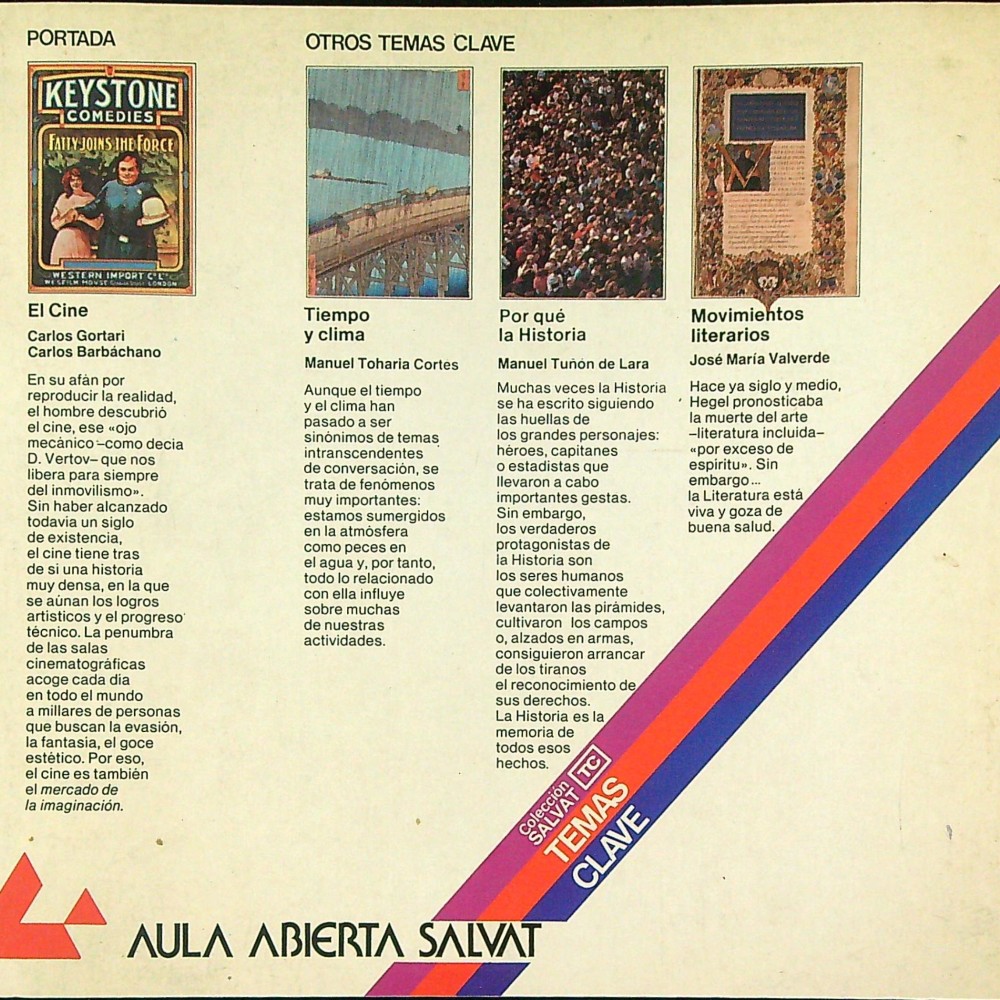 PORTADA
KEYSTONE
COMEDIES
FATTY JOINS THE FORCE
WESTERN IMPORT Cº Lᵀᴰ
LONDON
El Cine
Carlos Gortari
Carlos Barbáchano
En su afán por
reproducir la realidad,
el hombre descubrió
el cine, ese «ojo
mecánico –como decía
D. Vertov– que nos
libera para siempre
del inmovilismo».
Sin haber alcanzado
todavía un siglo
de existencia,
el cine tiene tras
de si una historia
muy densa, en la que
se aúnan los logros
artísticos y el progreso
técnico. La penumbra
de las salas
cinematográficas
acoge cada día
en todo el mundo
a millares de personas
que buscan la evasión,
la fantasía, el goce
estético. Por eso,
el cine es también
el mercado de
la imaginación.
OTROS TEMAS CLAVE
Tiempo
y clima
Manuel Toharia Cortés
Aunque el tiempo
y el clima han
pasado a ser
sinónimos de temas
intranscendentes
de conversación, se
trata de fenómenos
muy importantes:
estamos sumergidos
en la atmósfera
como peces en
el agua y, por tanto,
todo lo relacionado
con ella influye
sobre muchas
de nuestras
actividades.
Por qué
la Historia
Manuel Tuñón de Lara
Muchas veces la Historia
se ha escrito siguiendo
las huellas de
los grandes personajes:
héroes, capitanes
o estadistas que
llevaron a cabo
importantes gestas.
Sin embargo,
los verdaderos
protagonistas de
la Historia son
los seres humanos
que colectivamente
levantaron las pirámides,
cultivaron los campos
o, alzados en armas,
consiguieron arrancar
de los tiranos
el reconocimiento de
sus derechos.
La Historia es la
memoria de
todos esos
hechos.
Movimientos
literarios
José María Valverde
Hace ya siglo y medio,
Hegel pronosticaba
la muerte del arte
–literatura incluída–
«por exceso de
espíritu». Sin
embargo...
la Literatura está
viva y goza de
buena salud.
Colección
SALVAT
TC
TEMAS
CLAVE
AULA ABIERTA SALVAT